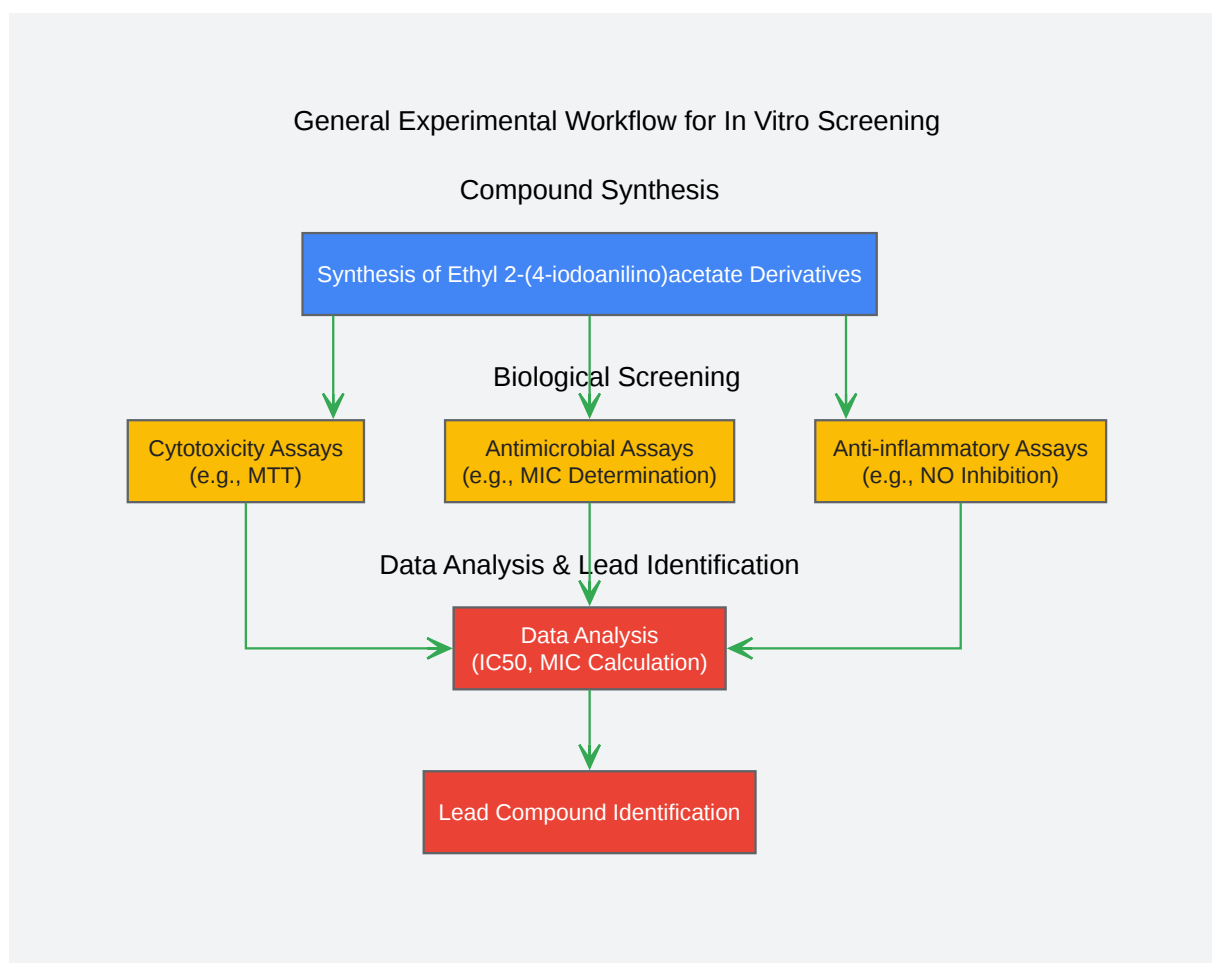 General Experimental Workflow for In Vitro Screening
Compound Synthesis
Synthesis of Ethyl 2-(4-iodoanilino)acetate Derivatives
Biological Screening
Cytotoxicity Assays
(e.g., MTT)
Antimicrobial Assays
(e.g., MIC Determination)
Anti-inflammatory Assays
(e.g., NO Inhibition)
Data Analysis & Lead Identification
Data Analysis
(IC50, MIC Calculation)
Lead Compound Identification